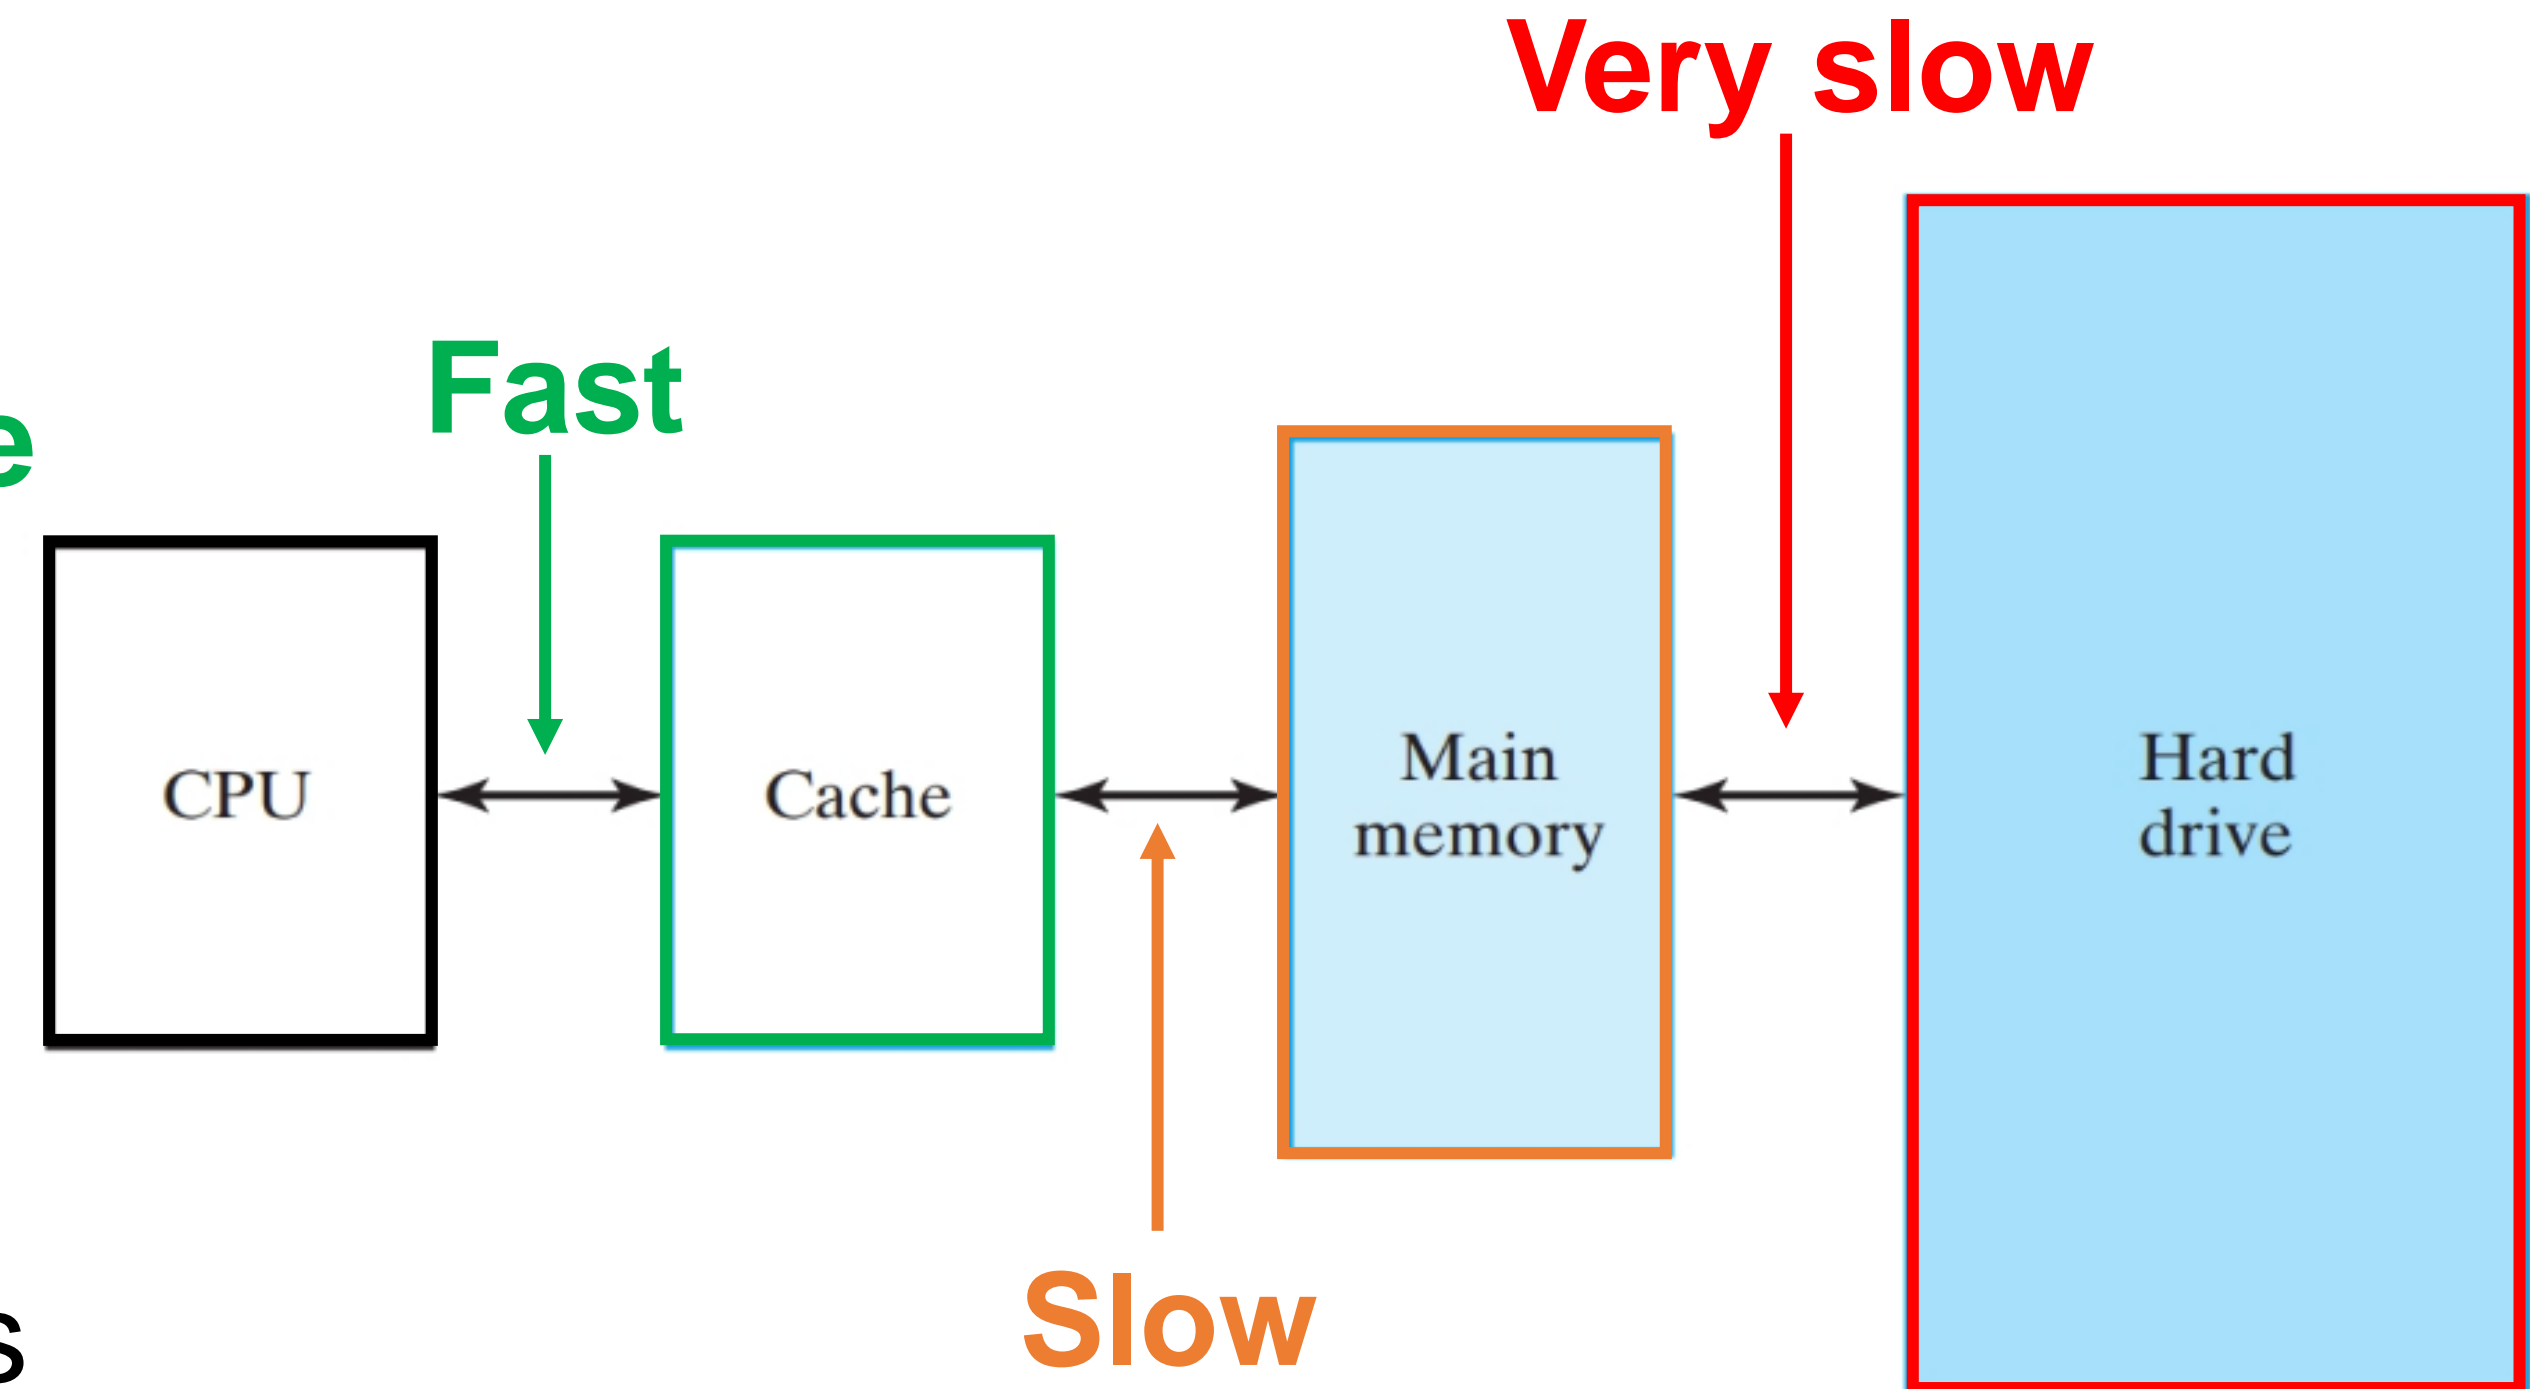 Very slow
Fast
e
CPU
Cache
Main
memory
Hard
drive
Slow
s